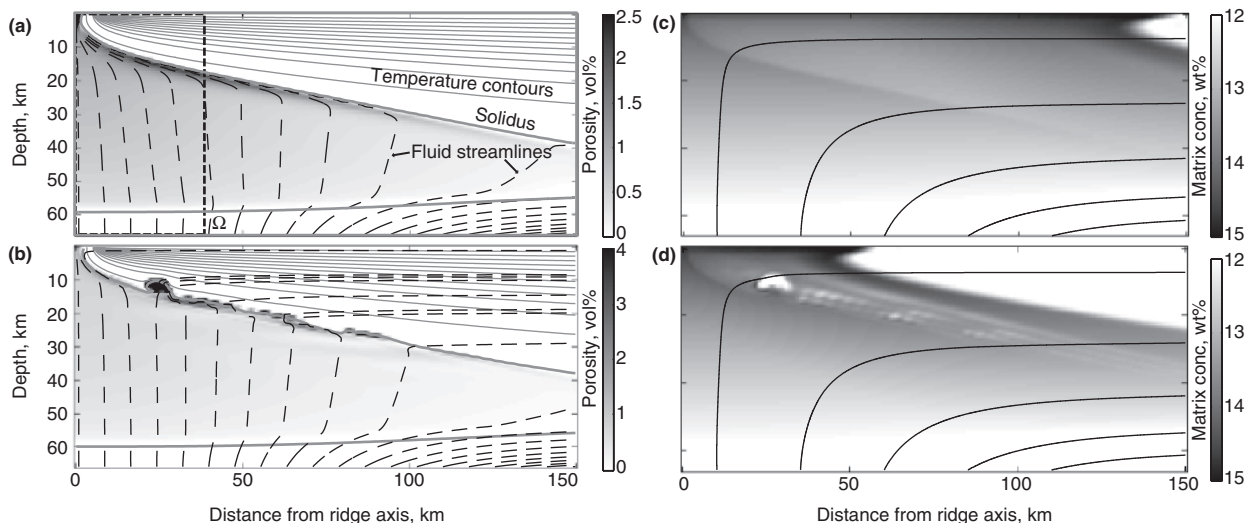 (a)
Depth, km
10
20
30
40
50
60
Temperature contours
Solidus
Fluid streamlines
Ω
2.5
2
1.5
1
0.5
0
Porosity, vol%
(b)
Depth, km
10
20
30
40
50
60
0
50
100
150
Distance from ridge axis, km
4
3
2
1
0
Porosity, vol%
(c)
12
13
14
15
Matrix conc, wt%
(d)
0
50
100
150
Distance from ridge axis, km
12
13
14
15
Matrix conc, wt%